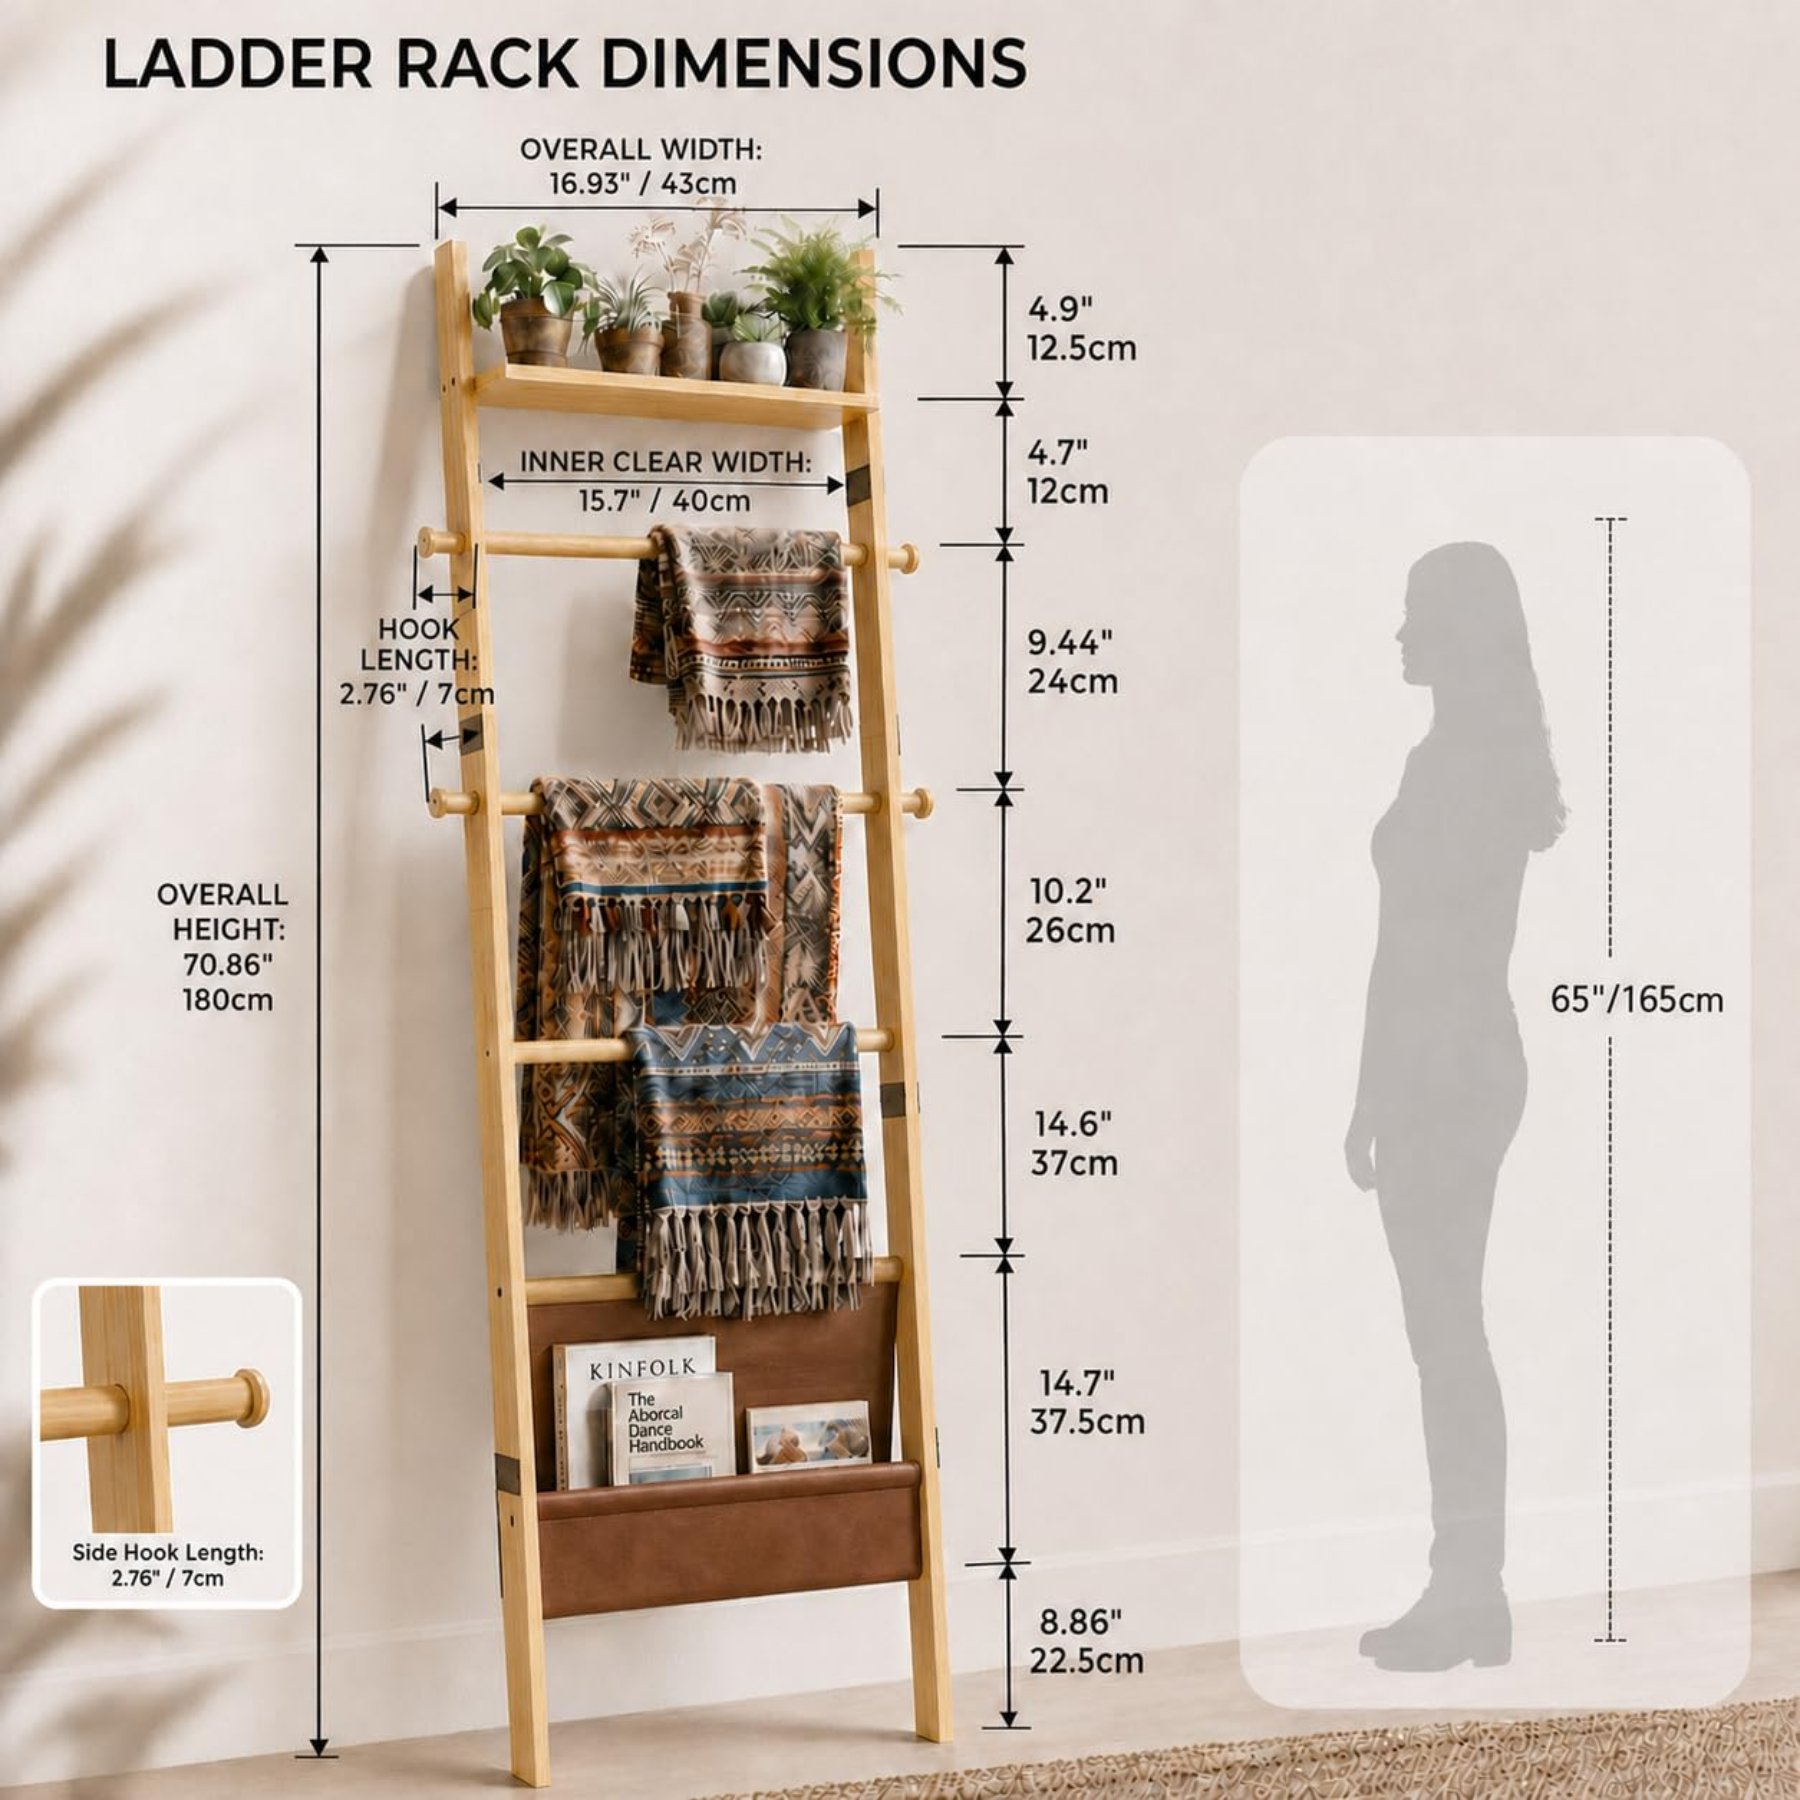 LADDER RACK DIMENSIONS
OVERALL WIDTH:
16.93" / 43cm
4.9"
12.5cm
4.7"
12cm
INNER CLEAR WIDTH:
15.7" / 40cm
HOOK
LENGTH:
2.76" / 7cm
9.44"
24cm
OVERALL
HEIGHT:
70.86"
180cm
10.2"
26cm
65"/165cm
14.6"
37cm
KINFOLK
The
Aborcal
Dance
Handbook
14.7"
37.5cm
Side Hook Length:
2.76" / 7cm
8.86"
22.5cm